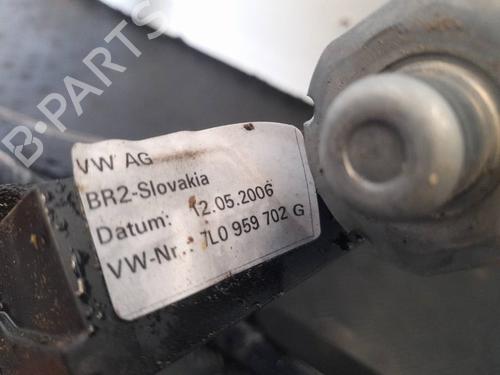 VW AG
BR2-Slovakia
Datum: 12.05.2006
VW-Nr.: 7L0 959 702 G
B-PARTS